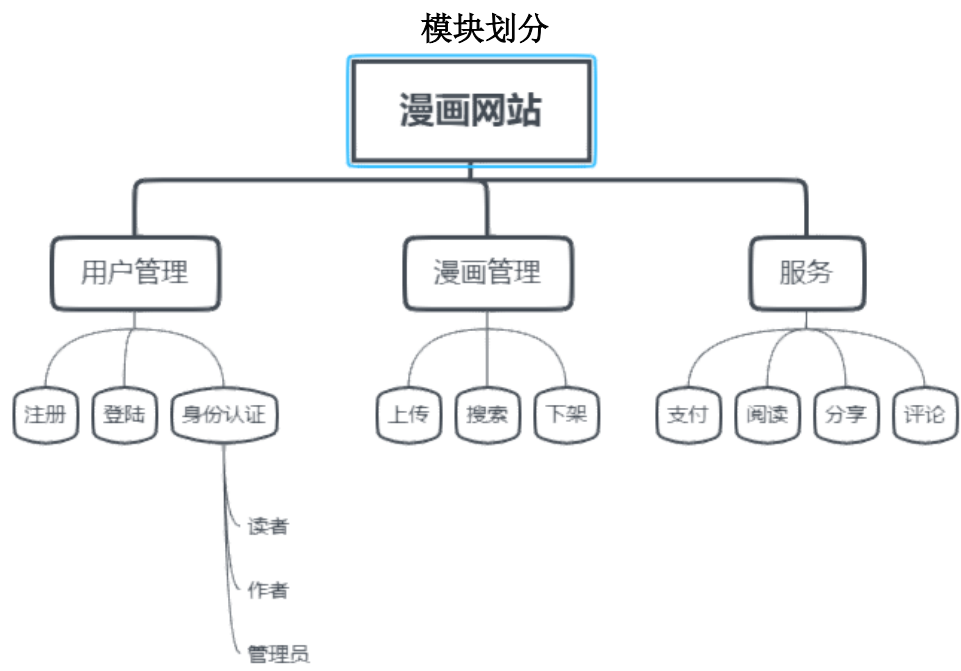 模块划分
漫画网站
用户管理
漫画管理
服务
注册
登陆
身份认证
上传
搜索
下架
支付
阅读
分享
评论
读者
作者
管理员